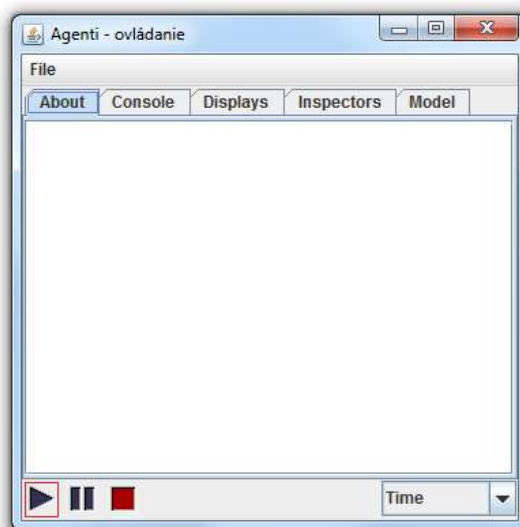 Agenti - ovládanie
File
About Console Displays Inspectors Model
Time